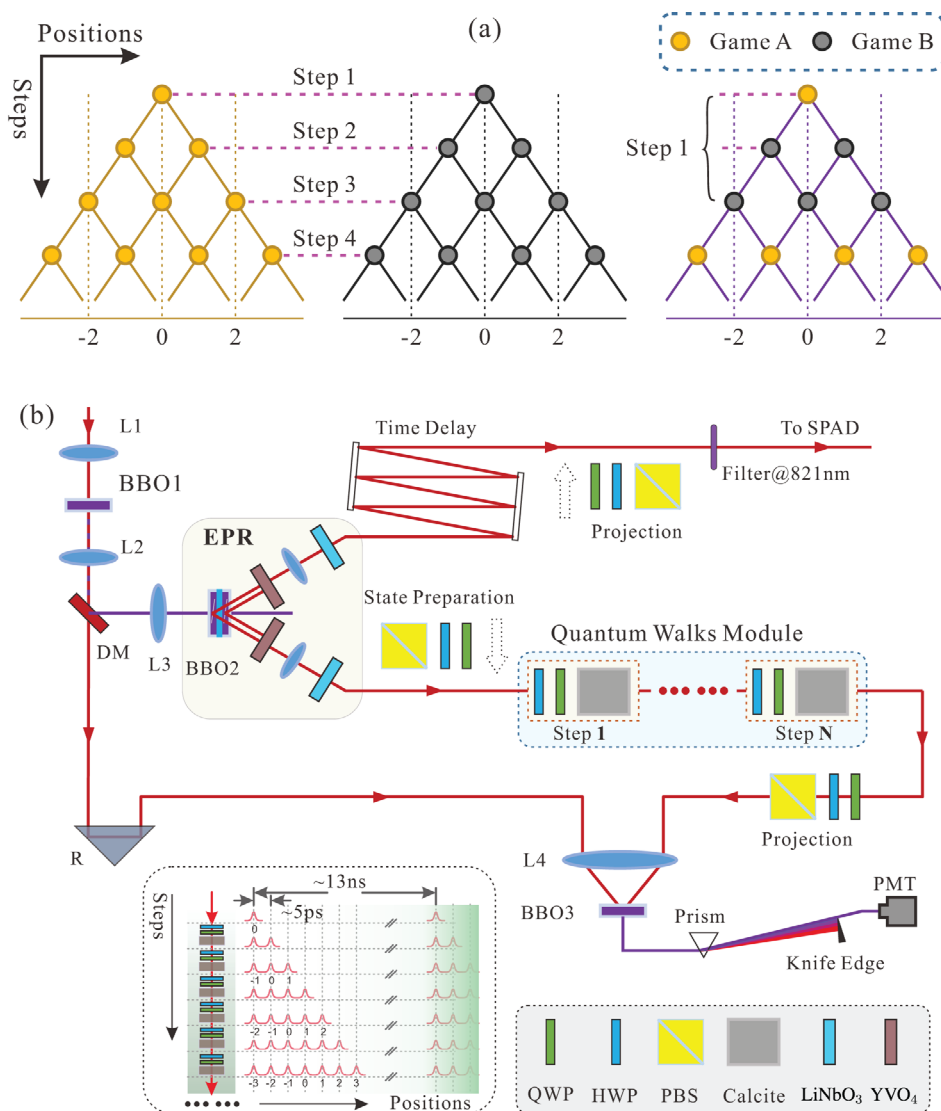 Positions
(a)
Game A
Game B
Steps
Step 1
Step 2
Step 3
Step 4
Step 1
-2
0
2
-2
0
2
-2
0
2
(b)
L1
BBO1
L2
DM
L3
EPR
BBO2
Time Delay
To SPAD
Filter@821nm
Projection
State Preparation
Quantum Walks Module
Step 1
Step N
R
L4
Projection
BBO3
Prism
PMT
Knife Edge
~13ns
~5ps
Steps
0
-1 0 1
-2 -1 0 1 2
-3 -2 -1 0 1 2 3
Positions
QWP
HWP
PBS
Calcite
LiNbO₃
YVO₄